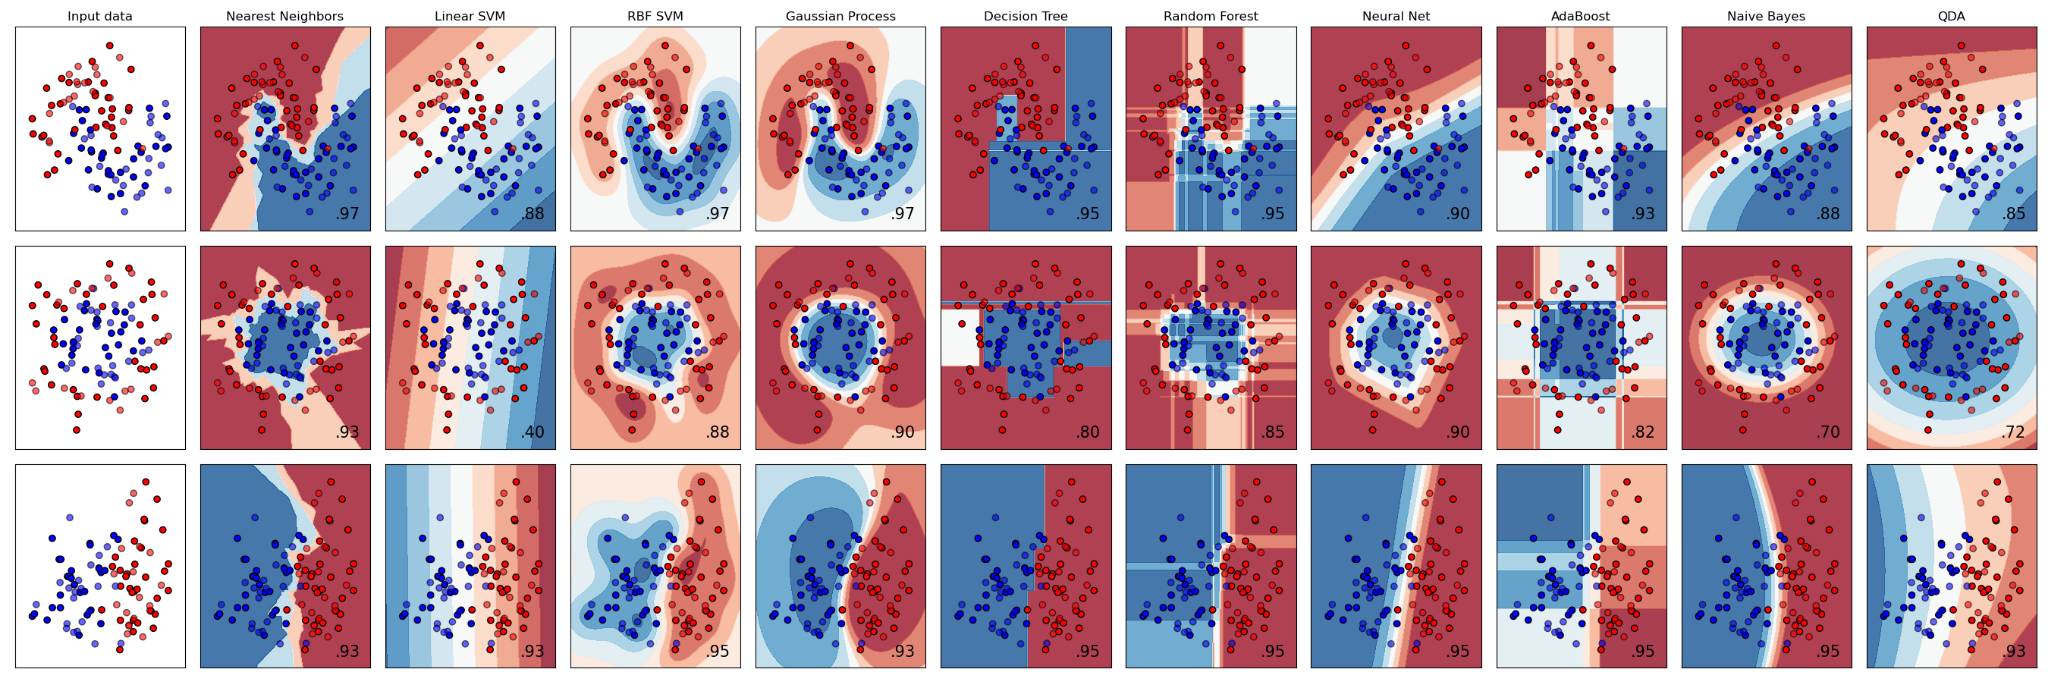 Input data Nearest Neighbors Linear SVM RBF SVM Gaussian Process Decision Tree Random Forest Neural Net AdaBoost Naive Bayes QDA
.97 .88 .97 .97 .95 .95 .90 .93 .88 .85
.93 .40 .88 .90 .80 .85 .90 .82 .70 .72
.93 .93 .95 .93 .95 .95 .95 .95 .95 .93